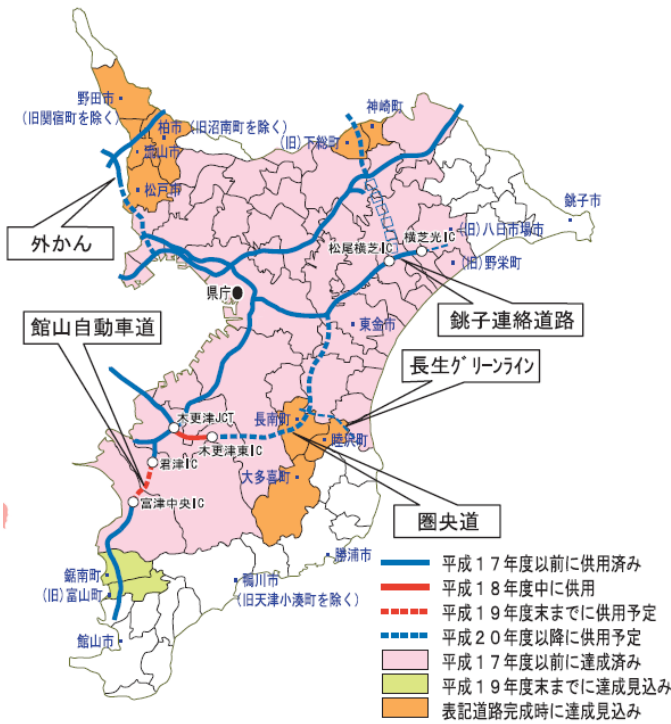 野田市
(旧関宿町を除く)
柏市(旧沼南町を除く)
流山市
松戸市
外かん
神崎町
(旧)下総町
銚子市
横芝光IC
(旧)八日市場市
松尾横芝IC
(旧)野栄町
銚子連絡道路
県庁
東金市
館山自動車道
長生グリーンライン
木更津JCT
長南町
睦沢町
木更津東IC
君津IC
大多喜町
富津中央IC
圏央道
勝浦市
鋸南町
(旧)富山町
鴨川市
(旧天津小湊町を除く)
館山市
平成17年度以前に供用済み
平成18年度中に供用
平成19年度末までに供用予定
平成20年度以降に供用予定
平成17年度以前に達成済み
平成19年度末までに達成見込み
表記道路完成時に達成見込み